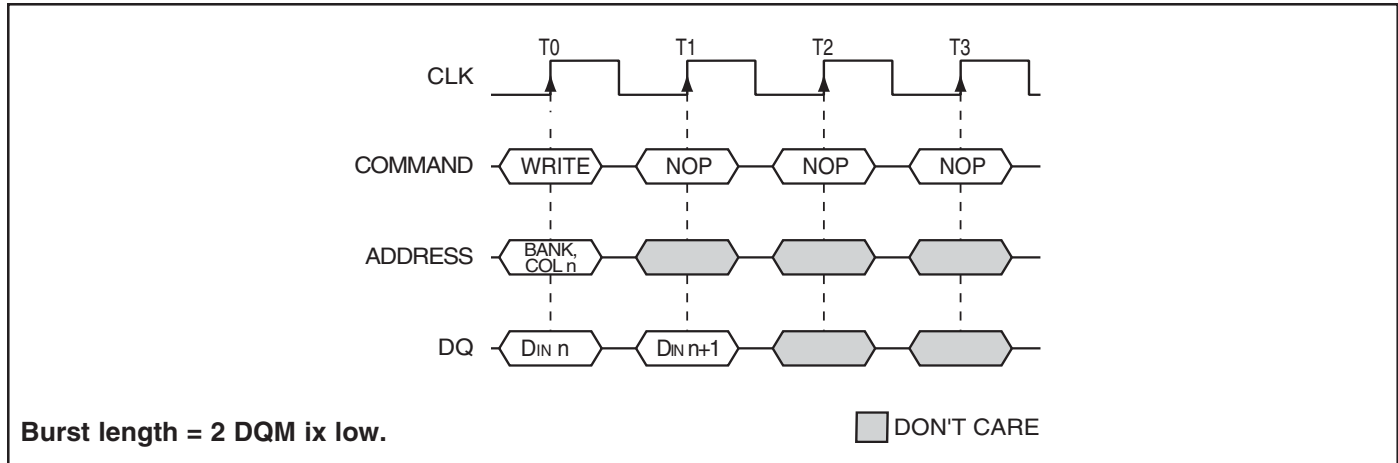 T0 T1 T2 T3
CLK
COMMAND WRITE NOP NOP NOP
ADDRESS BANK,
COL n
DQ DIN n DIN n+1
Burst length = 2 DQM ix low.
DON'T CARE